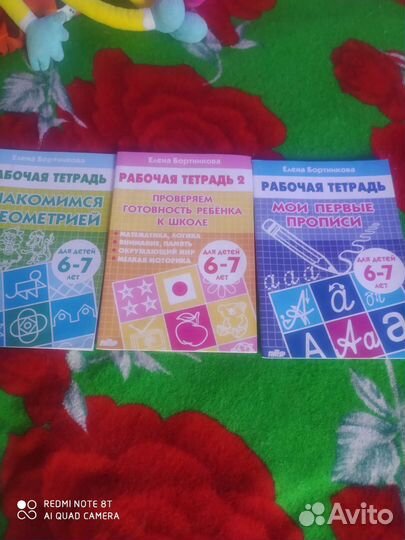 Елена Бортникова
РАБОЧАЯ ТЕТРАДЬ
НАКОМИМСЯ
ГЕОМЕТРИЕЙ
ДЛЯ ДЕТЕЙ
6-7
ЛЕТ
Елена Бортникова
РАБОЧАЯ ТЕТРАДЬ 2
ПРОВЕРЯЕМ
ГОТОВНОСТЬ РЕБЁНКА
К ШКОЛЕ
МАТЕМАТИКА, ЛОГИКА
ВНИМАНИЕ, ПАМЯТЬ
ОКРУЖАЮЩИЙ МИР
МЕЛКАЯ МОТОРИКА
ДЛЯ ДЕТЕЙ
6-7
ЛЕТ
Елена Бортникова
РАБОЧАЯ ТЕТРАДЬ
МОИ ПЕРВЫЕ
ПРОПИСИ
ДЛЯ ДЕТЕЙ
6-7
ЛЕТ
А а
А а
REDMI NOTE 8T
AI QUAD CAMERA
Avito